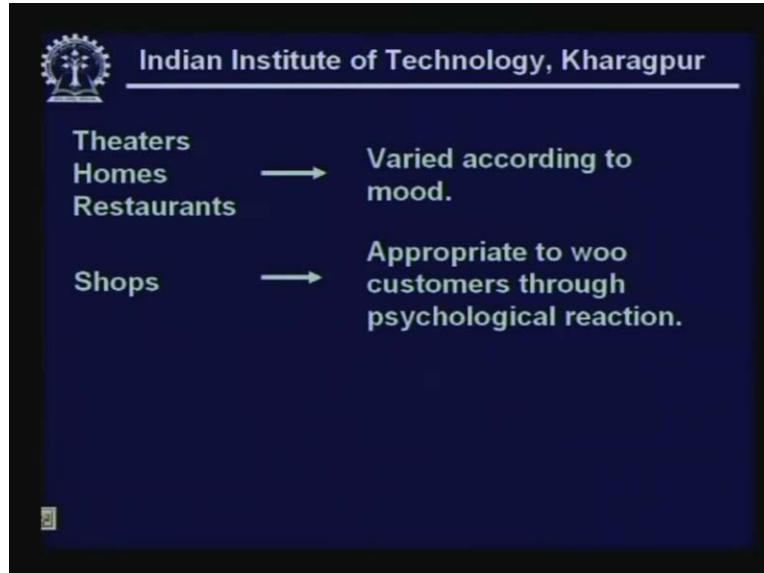 Indian Institute of Technology, Kharagpur
Theaters
Homes
Restaurants
Varied according to
mood.
Shops
Appropriate to woo
customers through
psychological reaction.